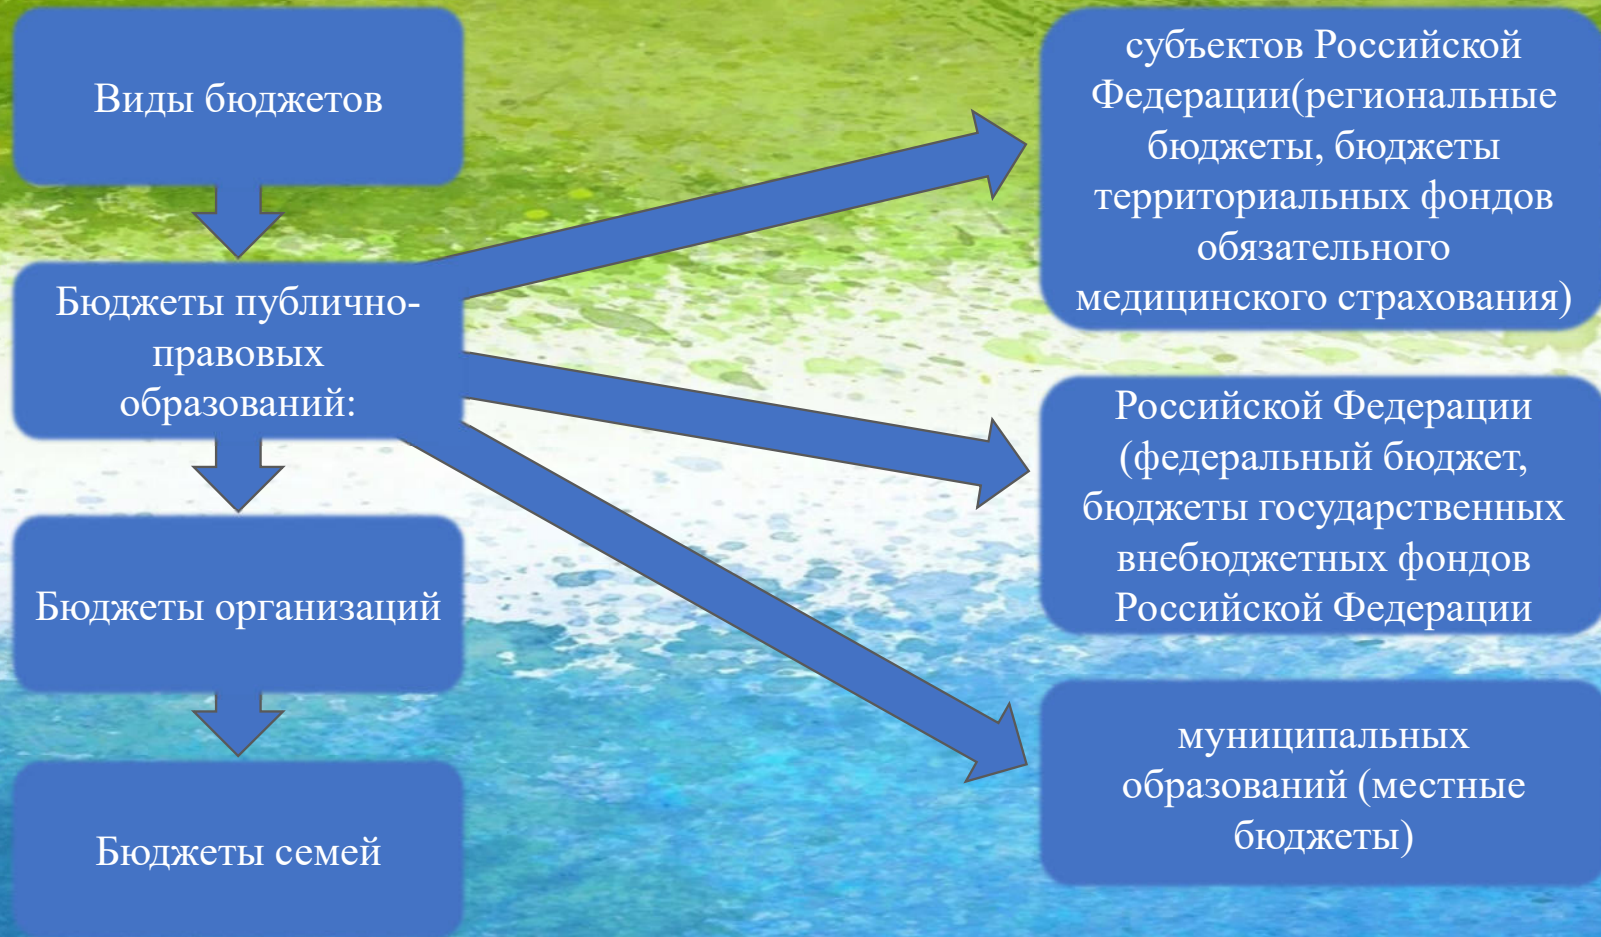 Виды бюджетов
Бюджеты публично-
правовых
образований:
Бюджеты организаций
Бюджеты семей
субъектов Российской
Федерации(региональные
бюджеты, бюджеты
территориальных фондов
обязательного
медицинского страхования)
Российской Федерации
(федеральный бюджет,
бюджеты государственных
внебюджетных фондов
Российской Федерации
муниципальных
образований (местные
бюджеты)